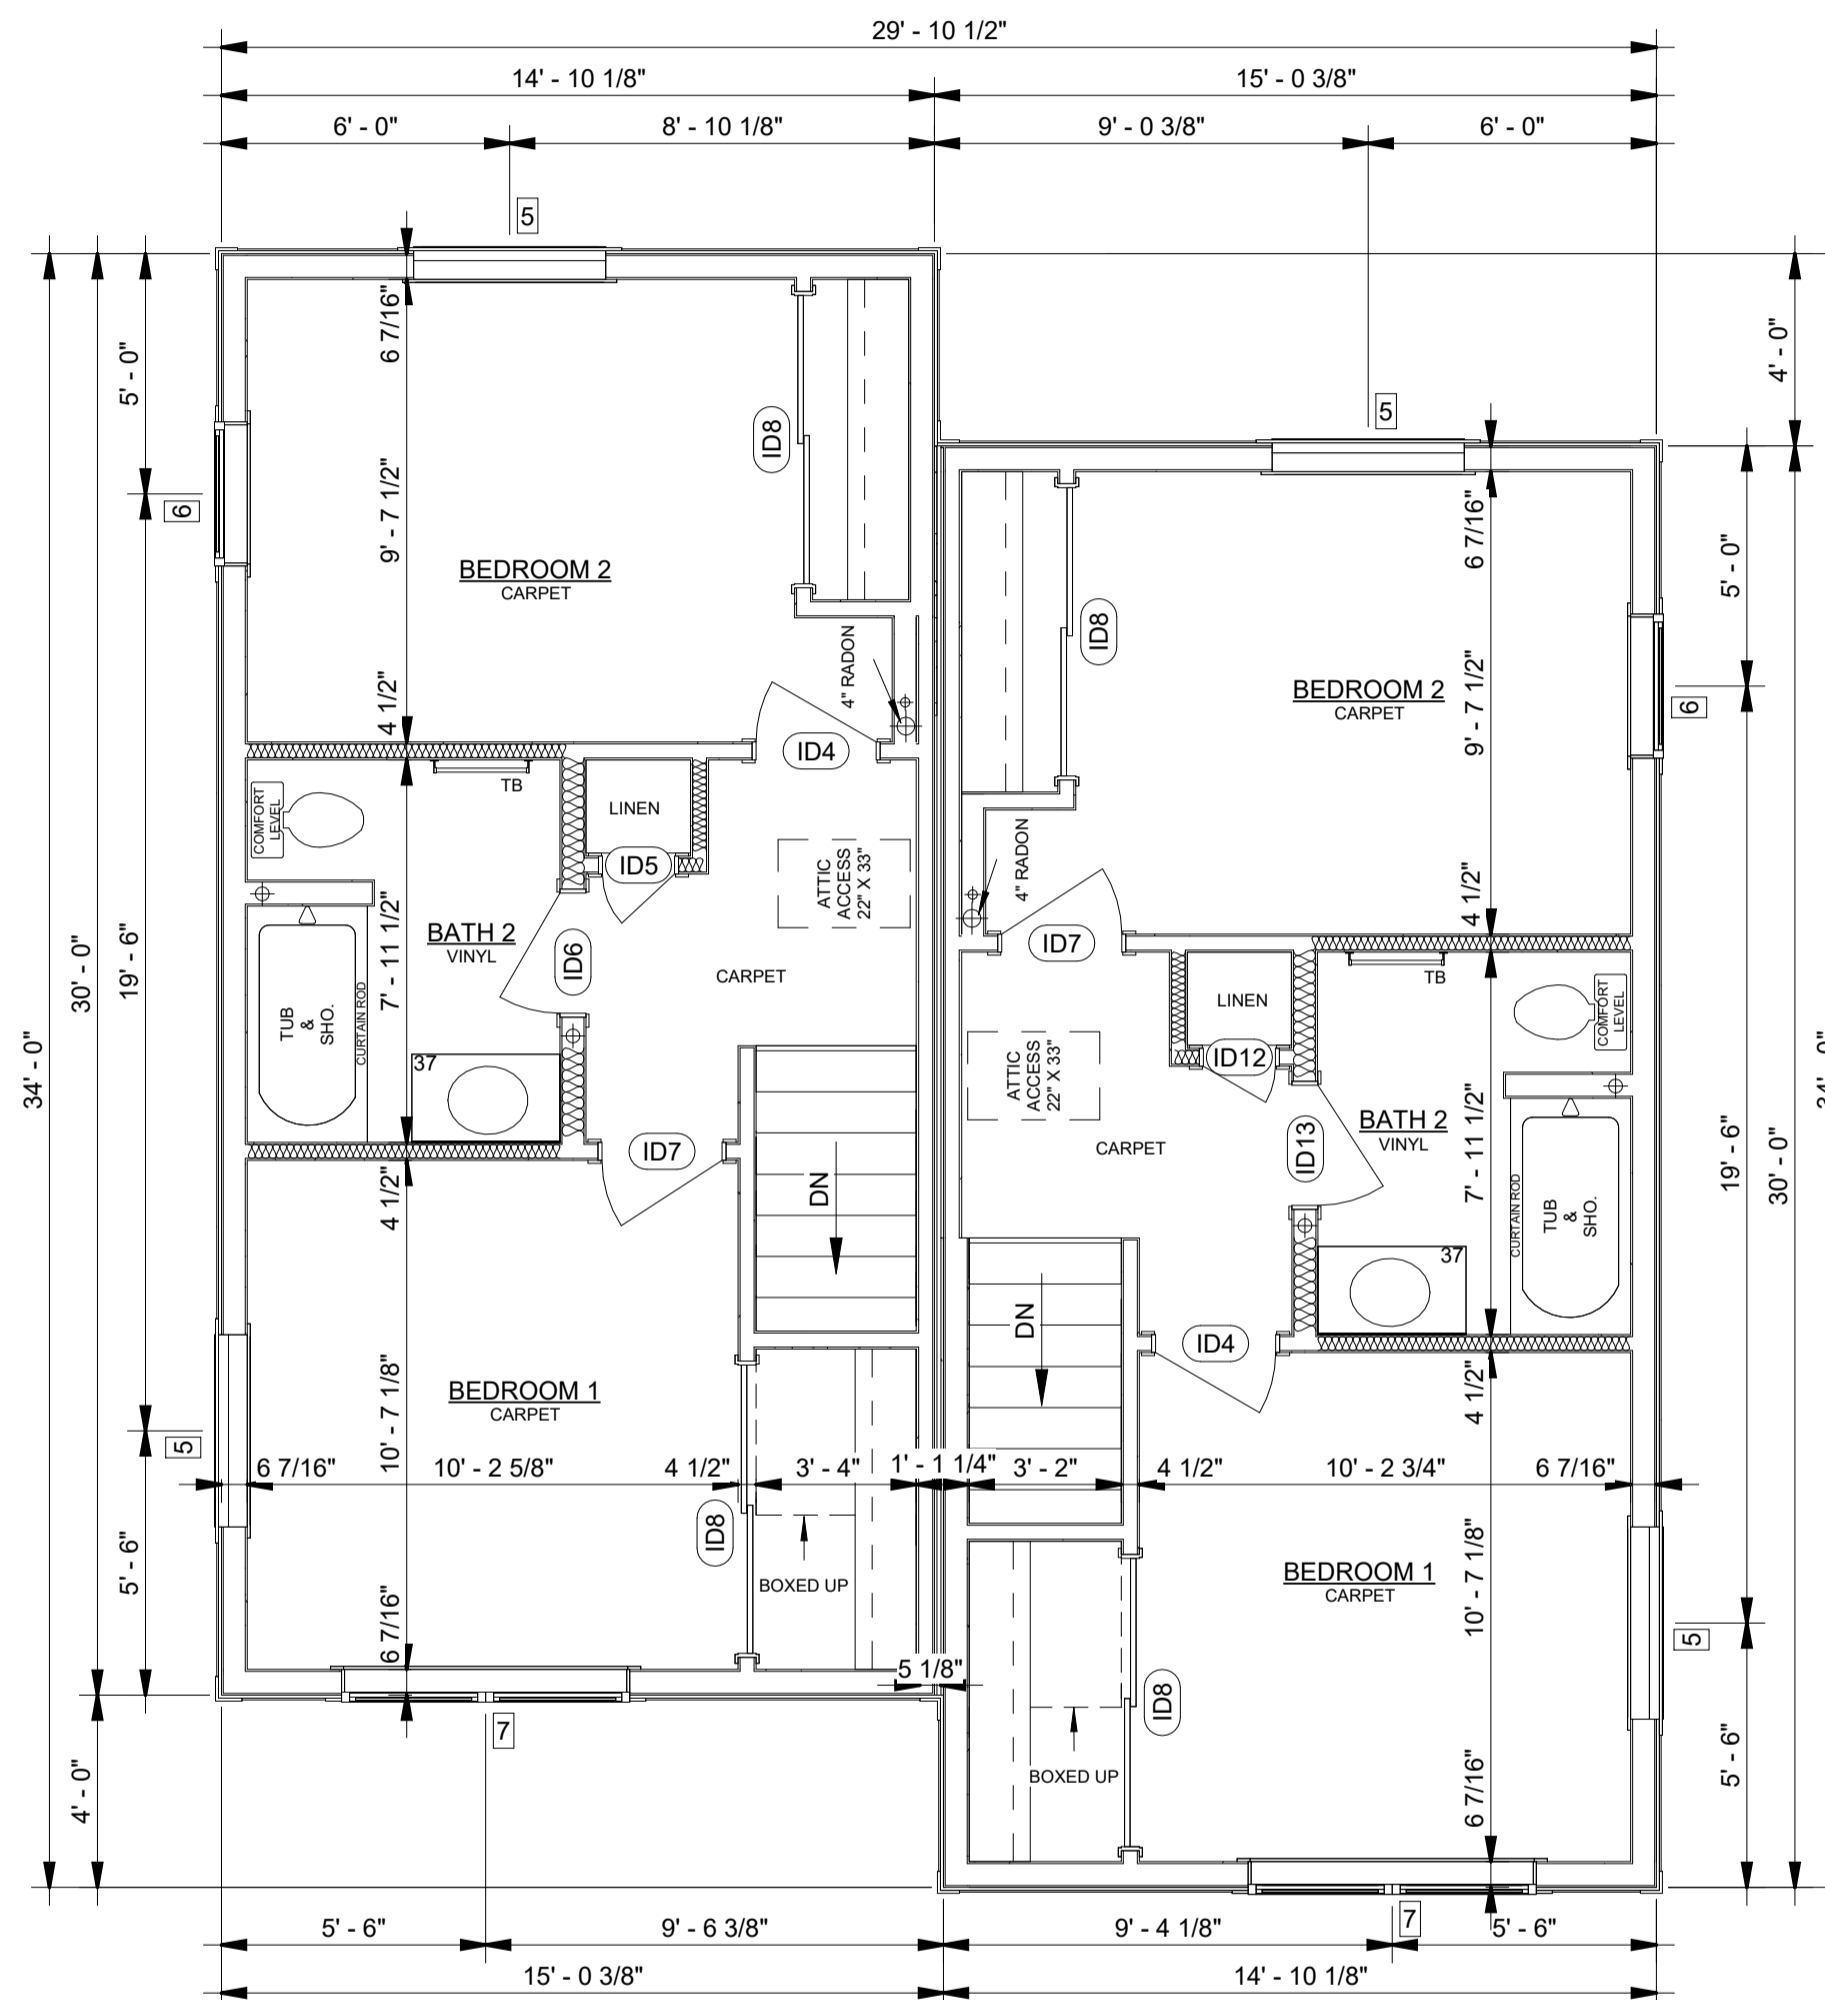 29' - 10 1/2"
14' - 10 1/8"
15' - 0 3/8"
6' - 0"
8' - 10 1/8"
9' - 0 3/8"
6' - 0"
5
5
34' - 0"
30' - 0"
5' - 0"
19' - 6"
5' - 6"
4' - 0"
6
5
6 7/16"
9' - 7 1/2"
4 1/2"
BEDROOM 2
CARPET
ID8
4" RADON
ID4
TB
COMFORT
LEVEL
LINEN
ID5
ATTIC
ACCESS
22" X 33"
BATH 2
VINYL
7' - 11 1/2"
ID6
CARPET
TUB
&
SHO.
CURTAIN ROD
37
ID7
DN
4 1/2"
10' - 7 1/8"
BEDROOM 1
CARPET
6 7/16"
10' - 2 5/8"
4 1/2"
3' - 4"
1' - 1 1/4"
3' - 2"
4 1/2"
10' - 2 3/4"
6 7/16"
ID8
BOXED UP
6 7/16"
5 1/8"
7
6 7/16"
9' - 7 1/2"
4 1/2"
BEDROOM 2
CARPET
ID8
4" RADON
ID7
TB
COMFORT
LEVEL
LINEN
ID12
ATTIC
ACCESS
22" X 33"
CARPET
ID13
BATH 2
VINYL
7' - 11 1/2"
TUB
&
SHO.
CURTAIN ROD
37
ID4
DN
4 1/2"
10' - 7 1/8"
BEDROOM 1
CARPET
ID8
BOXED UP
6 7/16"
7
4' - 0"
5' - 0"
6
19' - 6"
30' - 0"
34' - 0"
5
5' - 6"
5' - 6"
9' - 6 3/8"
9' - 4 1/8"
5' - 6"
15' - 0 3/8"
14' - 10 1/8"